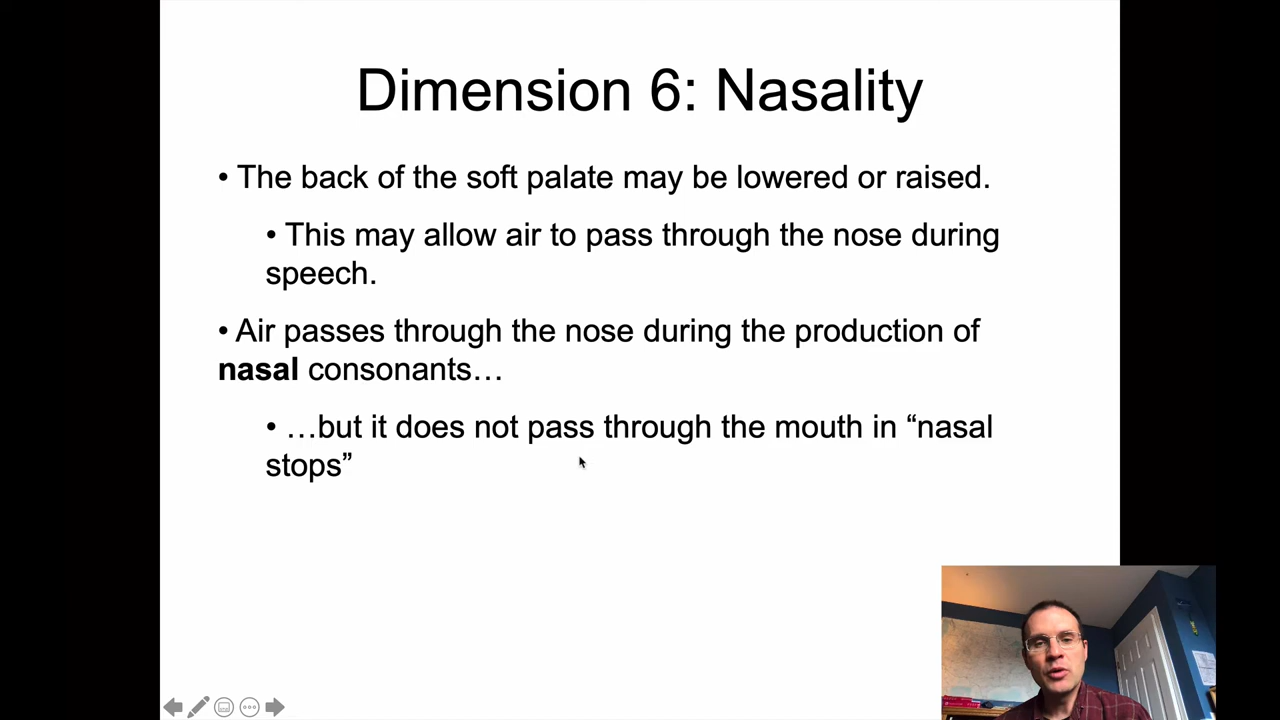 Dimension 6: Nasality
• The back of the soft palate may be lowered or raised.
• This may allow air to pass through the nose during
speech.
• Air passes through the nose during the production of
nasal consonants…
• …but it does not pass through the mouth in “nasal
stops”